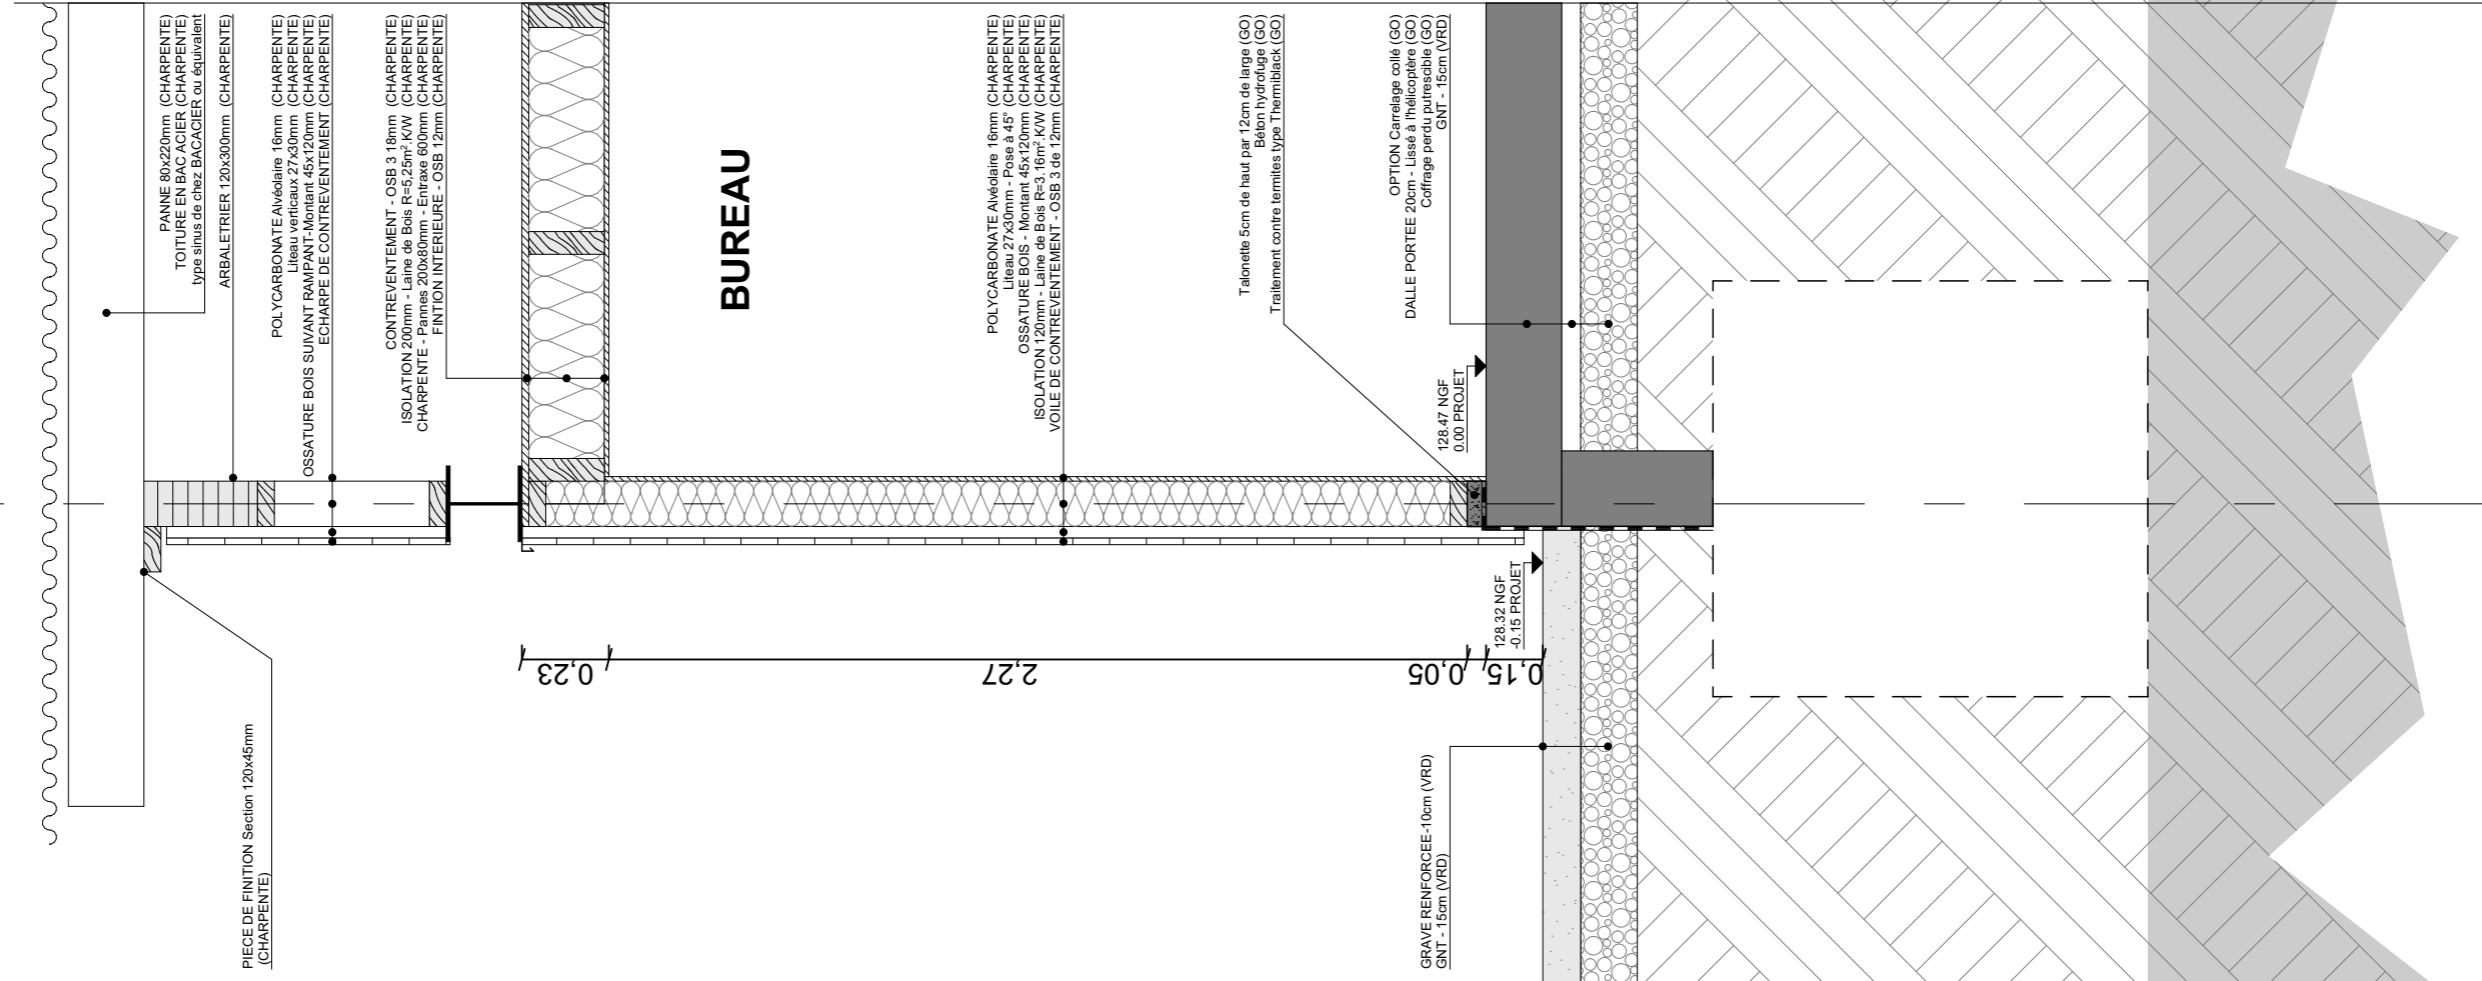 PANNE 80x220mm (CHARPENTE)
TOITURE EN BAC ACIER (CHARPENTE)
type sinus de chez BACACIER ou équivalent
ARBALETRIER 120x300mm (CHARPENTE)
POLYCARBONATE Alvéolaire 16mm (CHARPENTE)
Liteau verticaux 27x30mm (CHARPENTE)
OSSATURE BOIS SUIVANT RAMPANT-Montant 45x120mm (CHARPENTE)
ECHARPE DE CONTREVENTEMENT (CHARPENTE)
CONTREVEMENTEMENT - OSB 3 18mm (CHARPENTE)
ISOLATION 200mm - Laine de Bois R=5,25m².K/W (CHARPENTE)
CHARPENTE - Pannes 200x80mm - Entraxe 600mm (CHARPENTE)
FINTION INTERIEURE - OSB 12mm (CHARPENTE)
BUREAU
POLYCARBONATE Alvéolaire 16mm (CHARPENTE)
Liteau 27x30mm - Pose à 45° (CHARPENTE)
OSSATURE BOIS - Montant 45x120mm (CHARPENTE)
ISOLATION 120mm - Laine de Bois R=3,16m².K/W (CHARPENTE)
VOILE DE CONTREVENTEMENT - OSB 3 de 12mm (CHARPENTE)
Talonette 5cm de haut par 12cm de large (GO)
Béton hydrofuge (GO)
Traitement contre termites type Thermiblack (GO)
OPTION Carrelage collé (GO)
DALLE PORTEE 20cm - Lissé à l'hélicoptère (GO)
Coffrage perdu putrescible (GO)
GNT - 15cm (VRD)
128.47 NGF
0.00 PROJET
128.32 NGF
-0.15 PROJET
0,23
2,27
0,05
0,15
PIECE DE FINITION Section 120x45mm
(CHARPENTE)
GRAVE RENFORCEE-10cm (VRD)
GNT - 15cm (VRD)